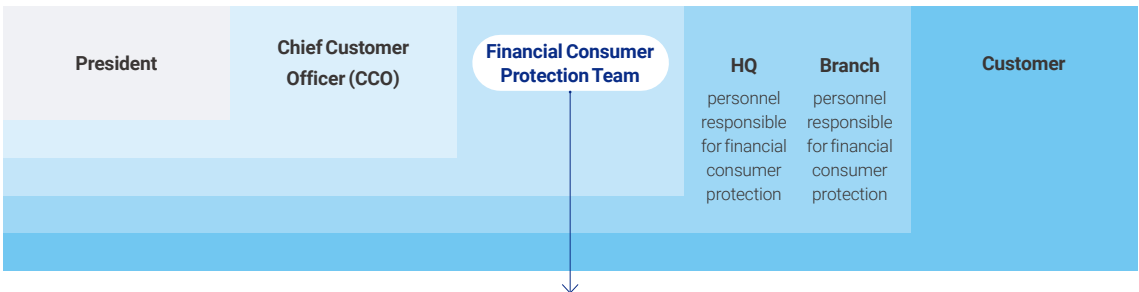 President
Chief Customer
Officer (CCO)
Financial Consumer
Protection Team
HQ
personnel
responsible
for financial
consumer
protection
Branch
personnel
responsible
for financial
consumer
protection
Customer